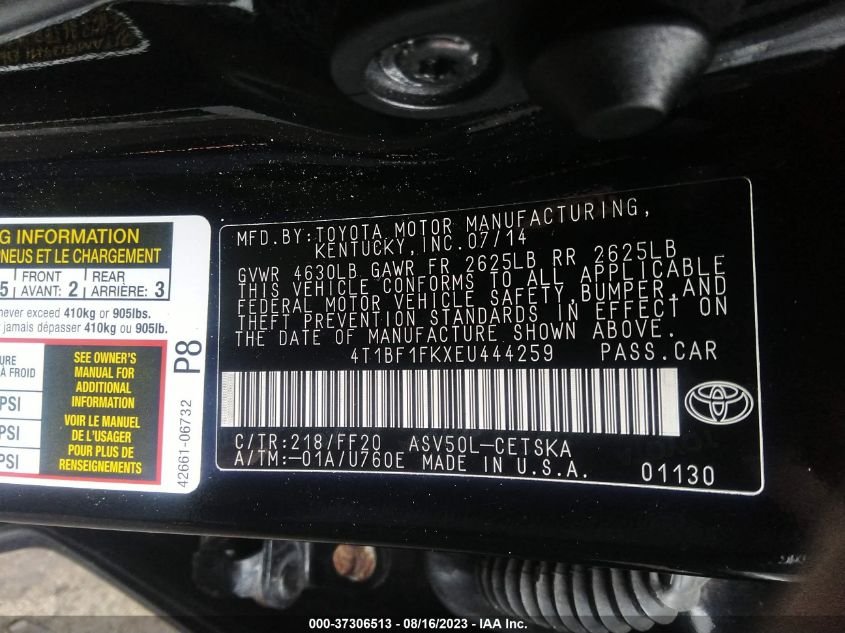 G INFORMATION
NEUS ET LE CHARGEMENT
5 FRONT AVANT: 2 REAR ARRIÈRE: 3
never exceed 410kg or 905lbs.
jamais dépasser 410kg ou 905lb.
À FROID
PSI
PSI
PSI
SEE OWNER'S
MANUAL FOR
ADDITIONAL
INFORMATION
VOIR LE MANUEL
DE L'USAGER
POUR PLUS DE
RENSEIGNEMENTS
P8
42661-06732
MFD.BY:TOYOTA MOTOR MANUFACTURING,
KENTUCKY,INC.07/14
GVWR 4630LB GAWR FR 2625LB RR 2625LB
THIS VEHICLE CONFORMS TO ALL APPLICABLE
FEDERAL MOTOR VEHICLE SAFETY,BUMPER,AND
THEFT PREVENTION STANDARDS IN EFFECT ON
THE DATE OF MANUFACTURE SHOWN ABOVE.
4T1BF1FKXEU444259 PASS.CAR
C/TR:218/FF20 ASV50L-CETSKA
A/TM:-01A/U760E MADE IN U.S.A. 01130
000-37306513 - 08/16/2023 - IAA Inc.